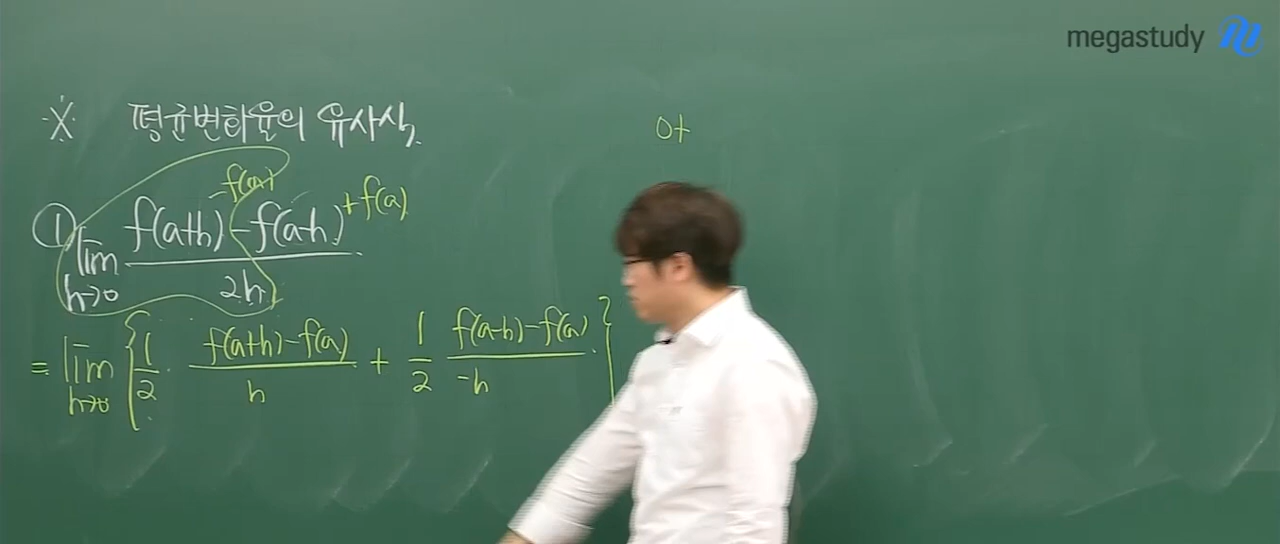 megastudy
※ 평균변화율의 유사식.
0+
① lim h→0 f(a+h)-f(a)-f(a-h)+f(a) / 2h
= lim h→0 { 1/2 · f(a+h)-f(a) / h + 1/2 f(a-h)-f(a) / -h }